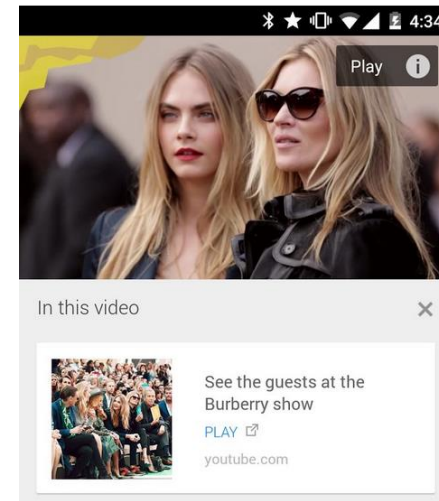 4:34
Play
In this video
See the guests at the
Burberry show
PLAY
youtube.com